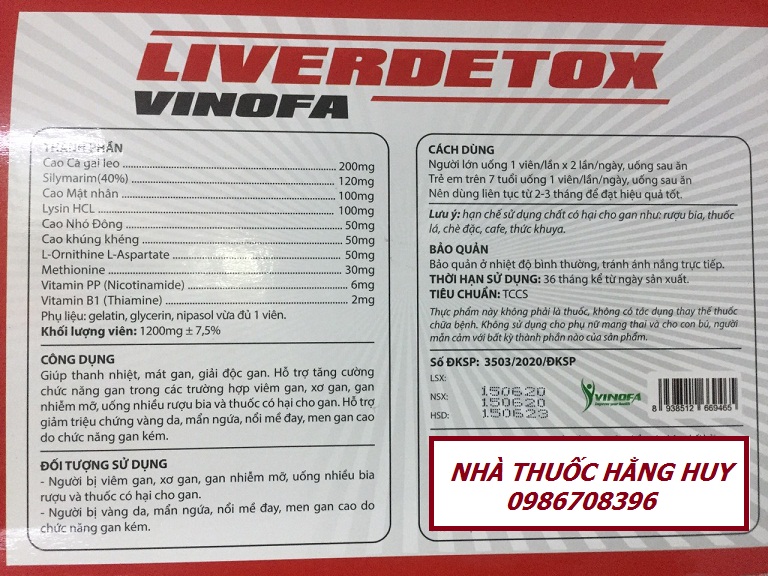 LIVERDETOX
VINOFA
THÀNH PHẦN
Cao Cà gai leo 200mg
Silymarim(40%) 120mg
Cao Mật nhân 100mg
Lysin HCL 100mg
Cao Nhó Đông 50mg
Cao khúng khéng 50mg
L-Ornithine L-Aspartate 50mg
Methionine 30mg
Vitamin PP (Nicotinamide) 6mg
Vitamin B1 (Thiamine) 2mg
Phụ liệu: gelatin, glycerin, nipasol vừa đủ 1 viên.
Khối lượng viên: 1200mg ± 7,5%
CÔNG DỤNG
Giúp thanh nhiệt, mát gan, giải độc gan. Hỗ trợ tăng cường
chức năng gan trong các trường hợp viêm gan, xơ gan, gan
nhiễm mỡ, uống nhiều rượu bia và thuốc có hại cho gan. Hỗ trợ
giảm triệu chứng vàng da, mẩn ngứa, nổi mề đay, men gan cao
do chức năng gan kém.
ĐỐI TƯỢNG SỬ DỤNG
- Người bị viêm gan, xơ gan, gan nhiễm mỡ, uống nhiều bia
rượu và thuốc có hại cho gan.
- Người bị vàng da, mẩn ngứa, nổi mề đay, men gan cao do
chức năng gan kém.
CÁCH DÙNG
Người lớn uống 1 viên/lần x 2 lần/ngày, uống sau ăn
Trẻ em trên 7 tuổi uống 1 viên/lần/ngày, uống sau ăn
Nên dùng liên tục từ 2-3 tháng để đạt hiệu quả tốt.
Lưu ý: hạn chế sử dụng chất có hại cho gan như: rượu bia, thuốc
lá, chè đặc, cafe, thức khuya.
BẢO QUẢN
Bảo quản ở nhiệt độ bình thường, tránh ánh nắng trực tiếp.
THỜI HẠN SỬ DỤNG: 36 tháng kể từ ngày sản xuất.
TIÊU CHUẨN: TCCS
Thực phẩm này không phải là thuốc, không có tác dụng thay thế thuốc
chữa bệnh. Không sử dụng cho phụ nữ mang thai và cho con bú, người
mẫn cảm với bất kỳ thành phần nào của sản phẩm.
Số ĐKSP: 3503/2020/ĐKSP
LSX: 150620
NSX: 150620
HSD: 150623
VINOFA
8 938512 669465
NHÀ THUỐC HẰNG HUY
0986708396